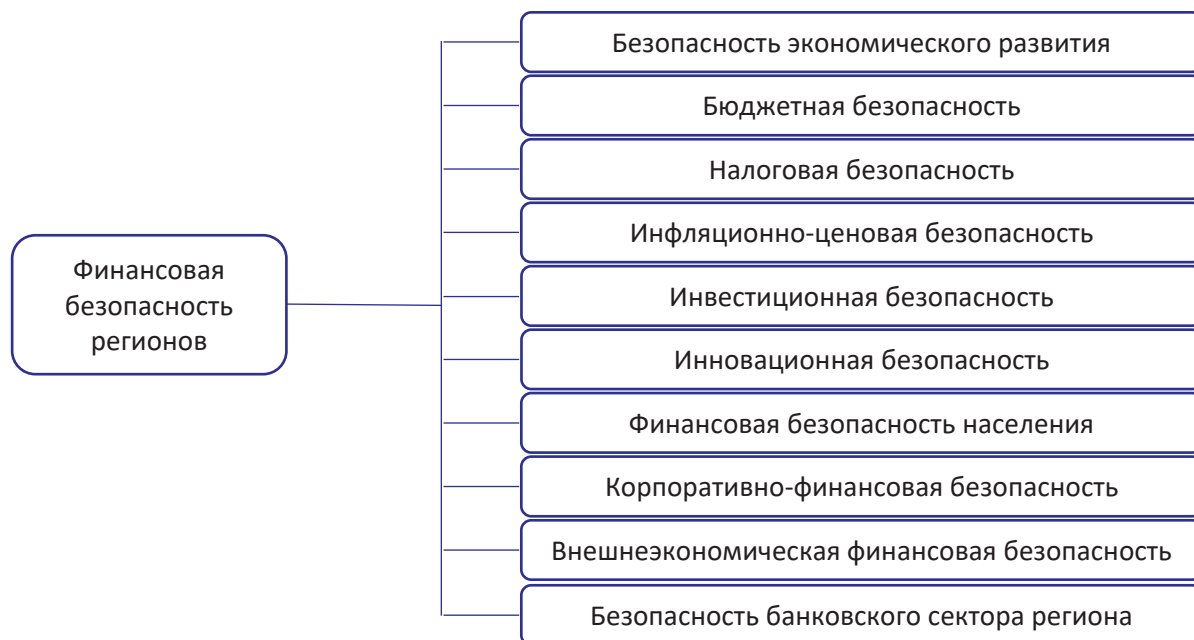 Финансовая
безопасность
регионов
Безопасность экономического развития
Бюджетная безопасность
Налоговая безопасность
Инфляционно-ценовая безопасность
Инвестиционная безопасность
Инновационная безопасность
Финансовая безопасность населения
Корпоративно-финансовая безопасность
Внешнеэкономическая финансовая безопасность
Безопасность банковского сектора региона